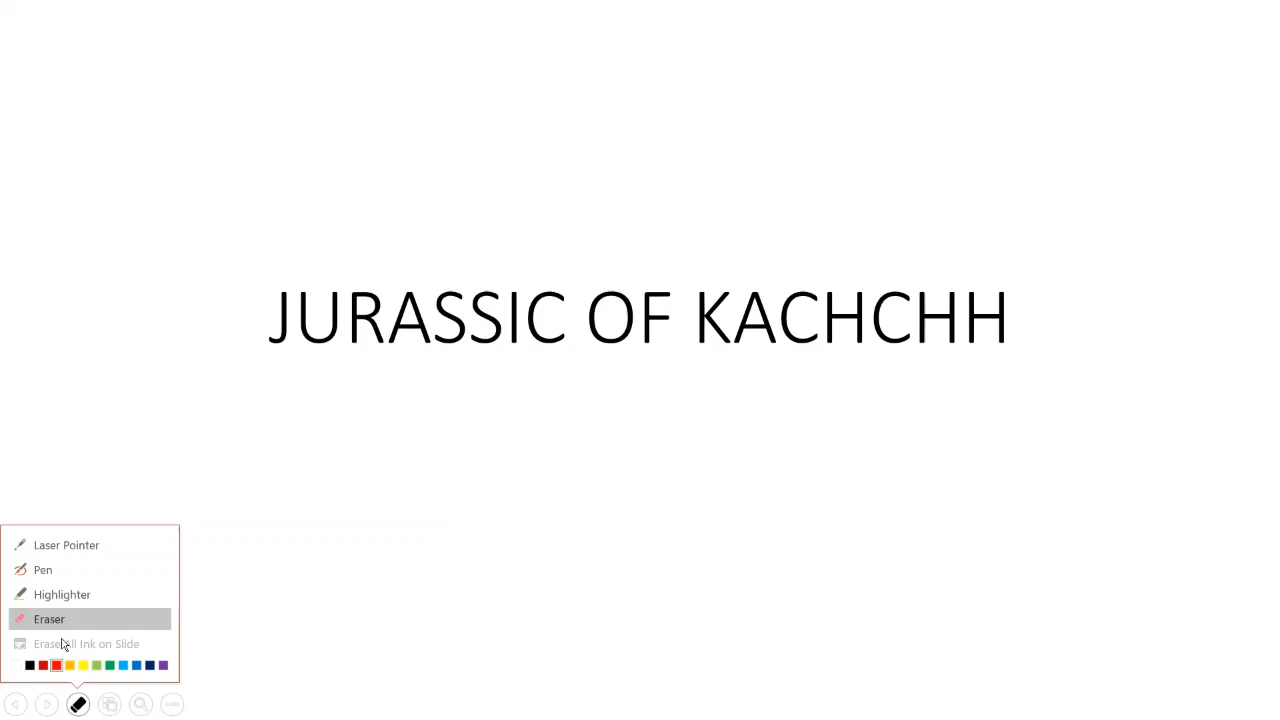 JURASSIC OF KACHCHH
Laser Pointer
Pen
Highlighter
Eraser
Erase All Ink on Slide